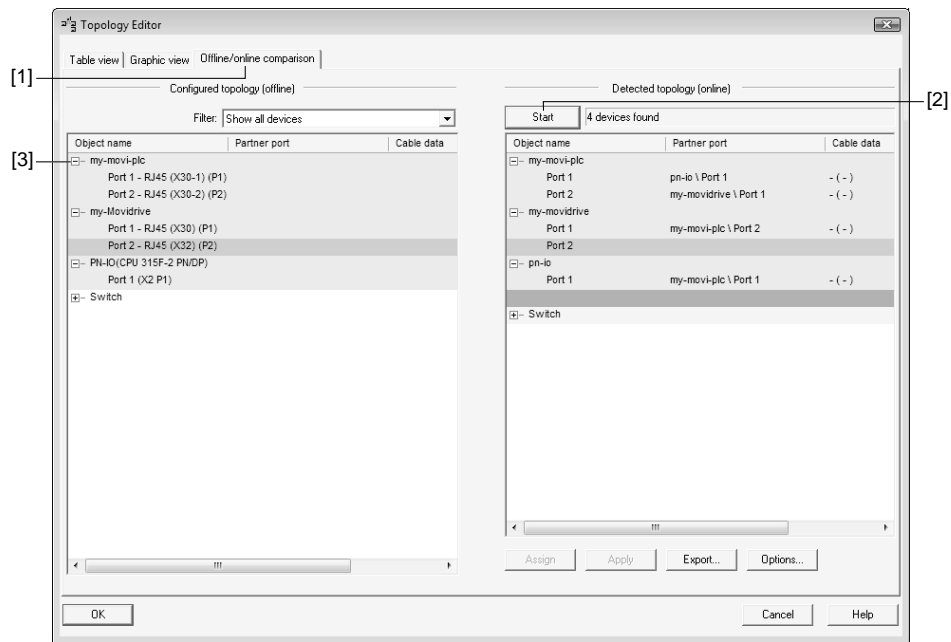 Topology Editor
Table view Graphic view Offline/online comparison
[1]
Configured topology (offline)
Detected topology (online)
[2]
Filter: Show all devices
Start 4 devices found
[3]
Object name Partner port Cable data
my-movi-plc
Port 1 - RJ45 (X30-1) (P1)
Port 2 - RJ45 (X30-2) (P2)
my-Movidrive
Port 1 - RJ45 (X30) (P1)
Port 2 - RJ45 (X32) (P2)
PN-IO(CPU 315F-2 PN/DP)
Port 1 (X2 P1)
Switch
Object name Partner port Cable data
my-movi-plc
Port 1 pn-io \ Port 1 - ( - )
Port 2 my-movidrive \ Port 1 - ( - )
my-movidrive
Port 1 my-movi-plc \ Port 2 - ( - )
Port 2
pn-io
Port 1 my-movi-plc \ Port 1 - ( - )
Switch
Assign Apply Export... Options...
OK Cancel Help